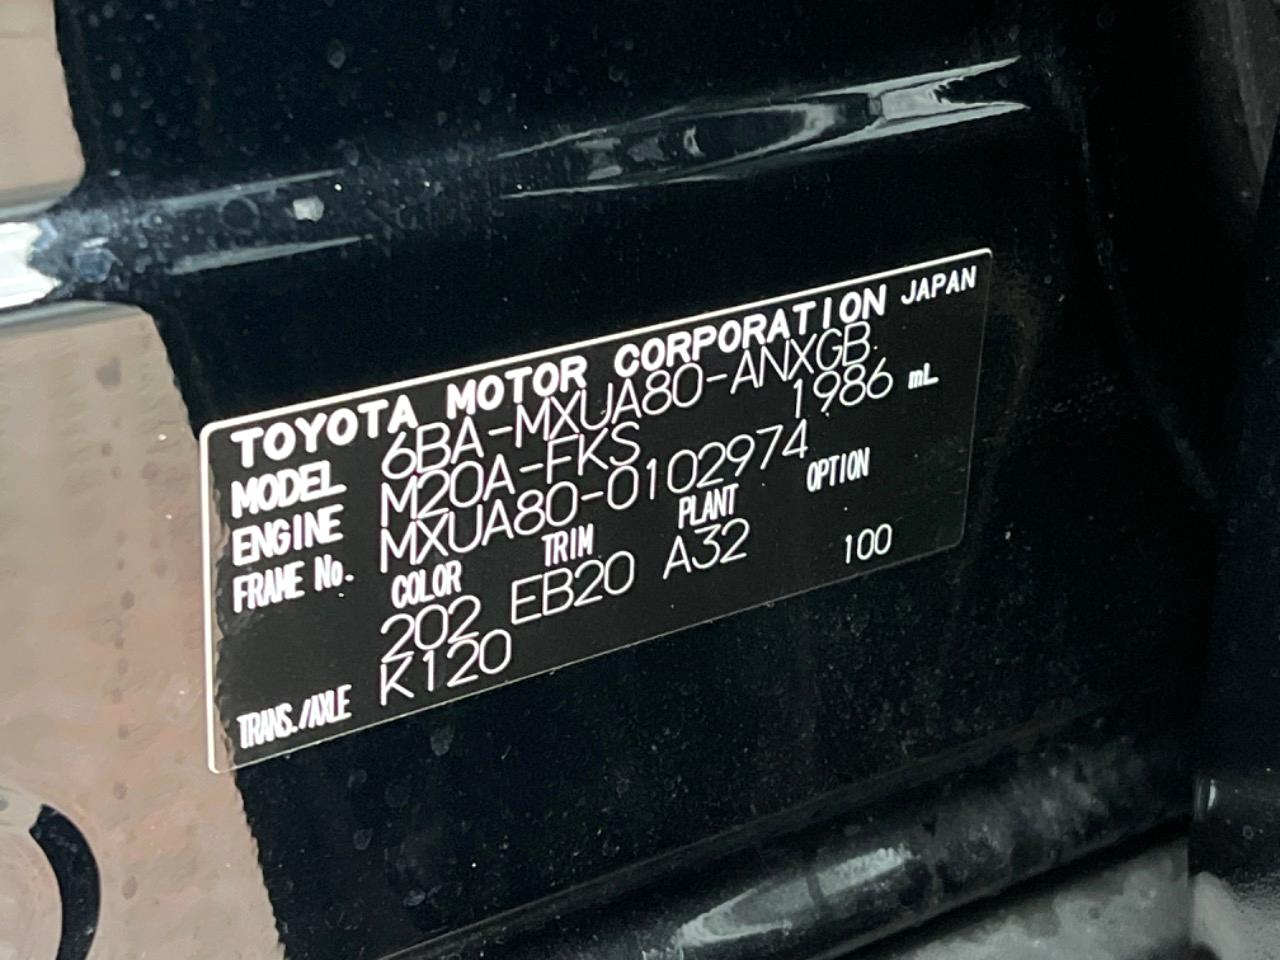 TOYOTA MOTOR CORPORATION JAPAN
MODEL 6BA-MXUA80-ANXGB
ENGINE M20A-FKS 1986 mL
FRAME No. MXUA80-0102974
COLOR TRIM PLANT OPTION
202 EB20 A32 100
TRANS./AXLE K120